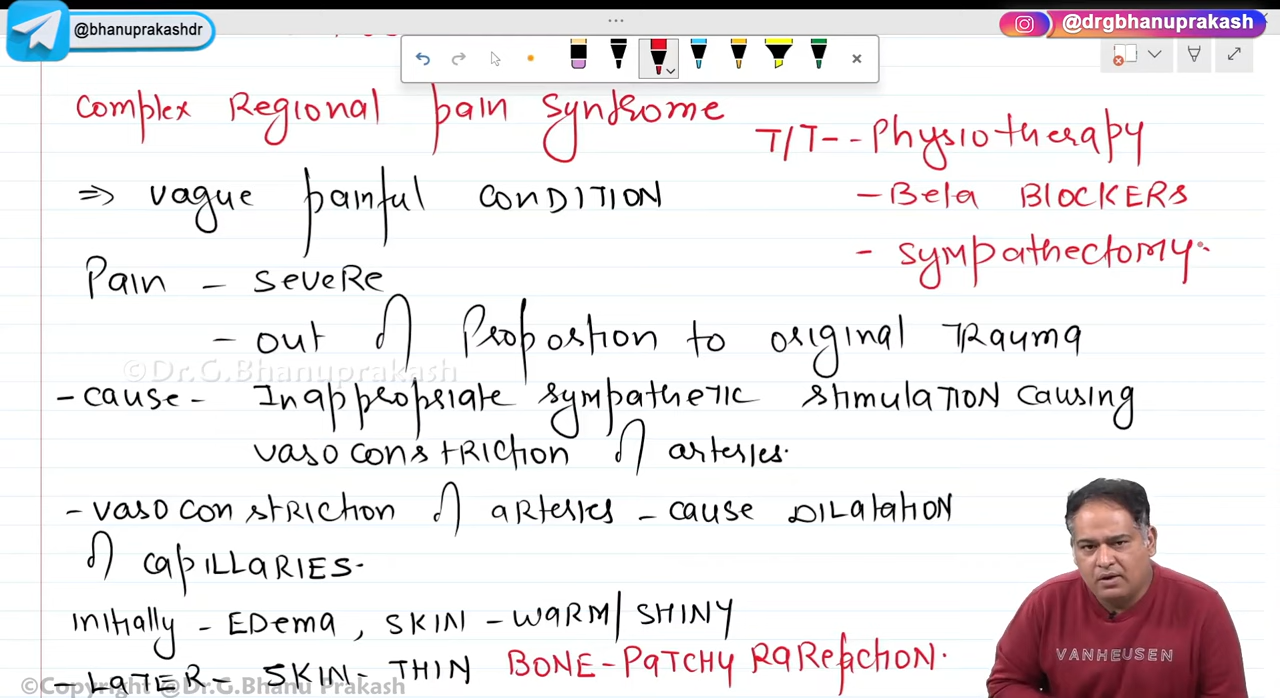 @bhanuprakashdr
@drgbhanuprakash
Complex Regional pain Syndrome
T/T-- Physiotherapy
⇒ vague painful CONDITION
- Beta BLOCKERS
- Sympathectomy.
Pain - Severe
- out of Proportion to original Trauma
©Dr.G.Bhanuprakash
- cause - Inappropriate sympathetic stimulation causing
vasoconstriction of arteries.
- vasoconstriction of arteries - cause DILatation
of capillaries.
initially - Edema, SKIN - WARM/SHINY
- LATER - SKIN - THIN BONE - PATCHY RaRefaction.
©Copyright @Dr.G.Bhanu Prakash
VANHEUSEN